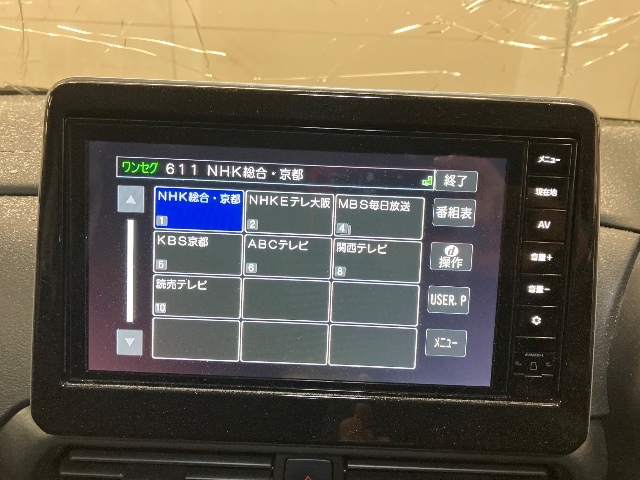 ワンセグ 611 NHK総合・京都
終了
NHK総合・京都
1
NHKEテレ大阪
2
MBS毎日放送
4
番組表
KBS京都
5
ABCテレビ
6
関西テレビ
8
d
操作
読売テレビ
10
USER.P
メニュー
メニュー
現在地
AV
音量+
音量−